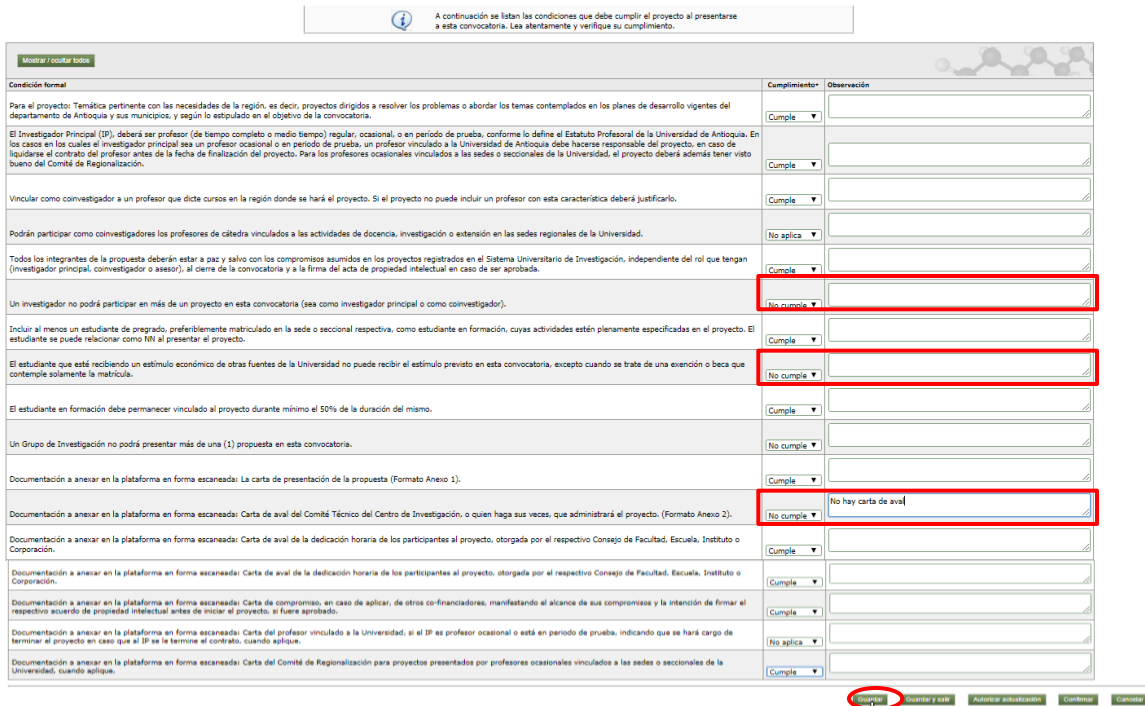 A continuación se listan las condiciones que debe cumplir el proyecto al presentarse
a esta convocatoria. Lea atentamente y verifique su cumplimiento.
Mostrar / ocultar todos
Condición formal Cumplimiento* Observación
Para el proyecto: Temática pertinente con las necesidades de la región, es decir, proyectos dirigidos a resolver los problemas o abordar los temas contemplados en los planes de desarrollo vigentes del
departamento de Antioquia y sus municipios, y según lo estipulado en el objetivo de la convocatoria.
Cumple
El Investigador Principal (IP), deberá ser profesor (de tiempo completo o medio tiempo) regular, ocasional, o en período de prueba, conforme lo define el Estatuto Profesoral de la Universidad de Antioquia. En
los casos en los cuales el investigador principal sea un profesor ocasional o en periodo de prueba, un profesor vinculado a la Universidad de Antioquia debe hacerse responsable del proyecto, en caso de
liquidarse el contrato del profesor antes de la fecha de finalización del proyecto. Para los profesores ocasionales vinculados a las sedes o seccionales de la Universidad, el proyecto deberá además tener visto
bueno del Comité de Regionalización.
Cumple
Vincular como coinvestigador a un profesor que dicte cursos en la región donde se hará el proyecto. Si el proyecto no puede incluir un profesor con esta característica deberá justificarlo.
Cumple
Podrán participar como coinvestigadores los profesores de cátedra vinculados a las actividades de docencia, investigación o extensión en las sedes regionales de la Universidad.
No aplica
Todos los integrantes de la propuesta deberán estar a paz y salvo con los compromisos asumidos en los proyectos registrados en el Sistema Universitario de Investigación, independiente del rol que tengan
(investigador principal, coinvestigador o asesor), al cierre de la convocatoria y a la firma del acta de propiedad intelectual en caso de ser aprobada.
Cumple
Un investigador no podrá participar en más de un proyecto en esta convocatoria (sea como investigador principal o como coinvestigador).
No cumple
Incluir al menos un estudiante de pregrado, preferiblemente matriculado en la sede o seccional respectiva, como estudiante en formación, cuyas actividades estén plenamente especificadas en el proyecto. El
estudiante se puede relacionar como NN al presentar el proyecto.
Cumple
El estudiante que esté recibiendo un estímulo económico de otras fuentes de la Universidad no puede recibir el estímulo previsto en esta convocatoria, excepto cuando se trate de una exención o beca que
contemple solamente la matrícula.
No cumple
El estudiante en formación debe permanecer vinculado al proyecto durante mínimo el 50% de la duración del mismo.
Cumple
Un Grupo de Investigación no podrá presentar más de una (1) propuesta en esta convocatoria.
No cumple
Documentación a anexar en la plataforma en forma escaneada: La carta de presentación de la propuesta (Formato Anexo 1).
Cumple
Documentación a anexar en la plataforma en forma escaneada: Carta de aval del Comité Técnico del Centro de Investigación, o quien haga sus veces, que administrará el proyecto. (Formato Anexo 2).
No cumple
No hay carta de aval
Documentación a anexar en la plataforma en forma escaneada: Carta de aval de la dedicación horaria de los participantes al proyecto, otorgada por el respectivo Consejo de Facultad, Escuela, Instituto o
Corporación.
Cumple
Documentación a anexar en la plataforma en forma escaneada: Carta de aval de la dedicación horaria de los participantes al proyecto, otorgada por el respectivo Consejo de Facultad, Escuela, Instituto o
Corporación.
Cumple
Documentación a anexar en la plataforma en forma escaneada: Carta de compromiso, en caso de aplicar, de otros co-financiadores, manifestando el alcance de sus compromisos y la intención de firmar el
respectivo acuerdo de propiedad intelectual antes de iniciar el proyecto, si fuere aprobado.
Cumple
Documentación a anexar en la plataforma en forma escaneada: Carta del profesor vinculado a la Universidad, si el IP es profesor ocasional o está en periodo de prueba, indicando que se hará cargo de
terminar el proyecto en caso que al IP se le termine el contrato, cuando aplique.
No aplica
Documentación a anexar en la plataforma en forma escaneada: Carta del Comité de Regionalización para proyectos presentados por profesores ocasionales vinculados a las sedes o seccionales de la
Universidad, cuando aplique.
Cumple
Guardar Guardar y salir Autorizar actualización Confirmar Cancelar